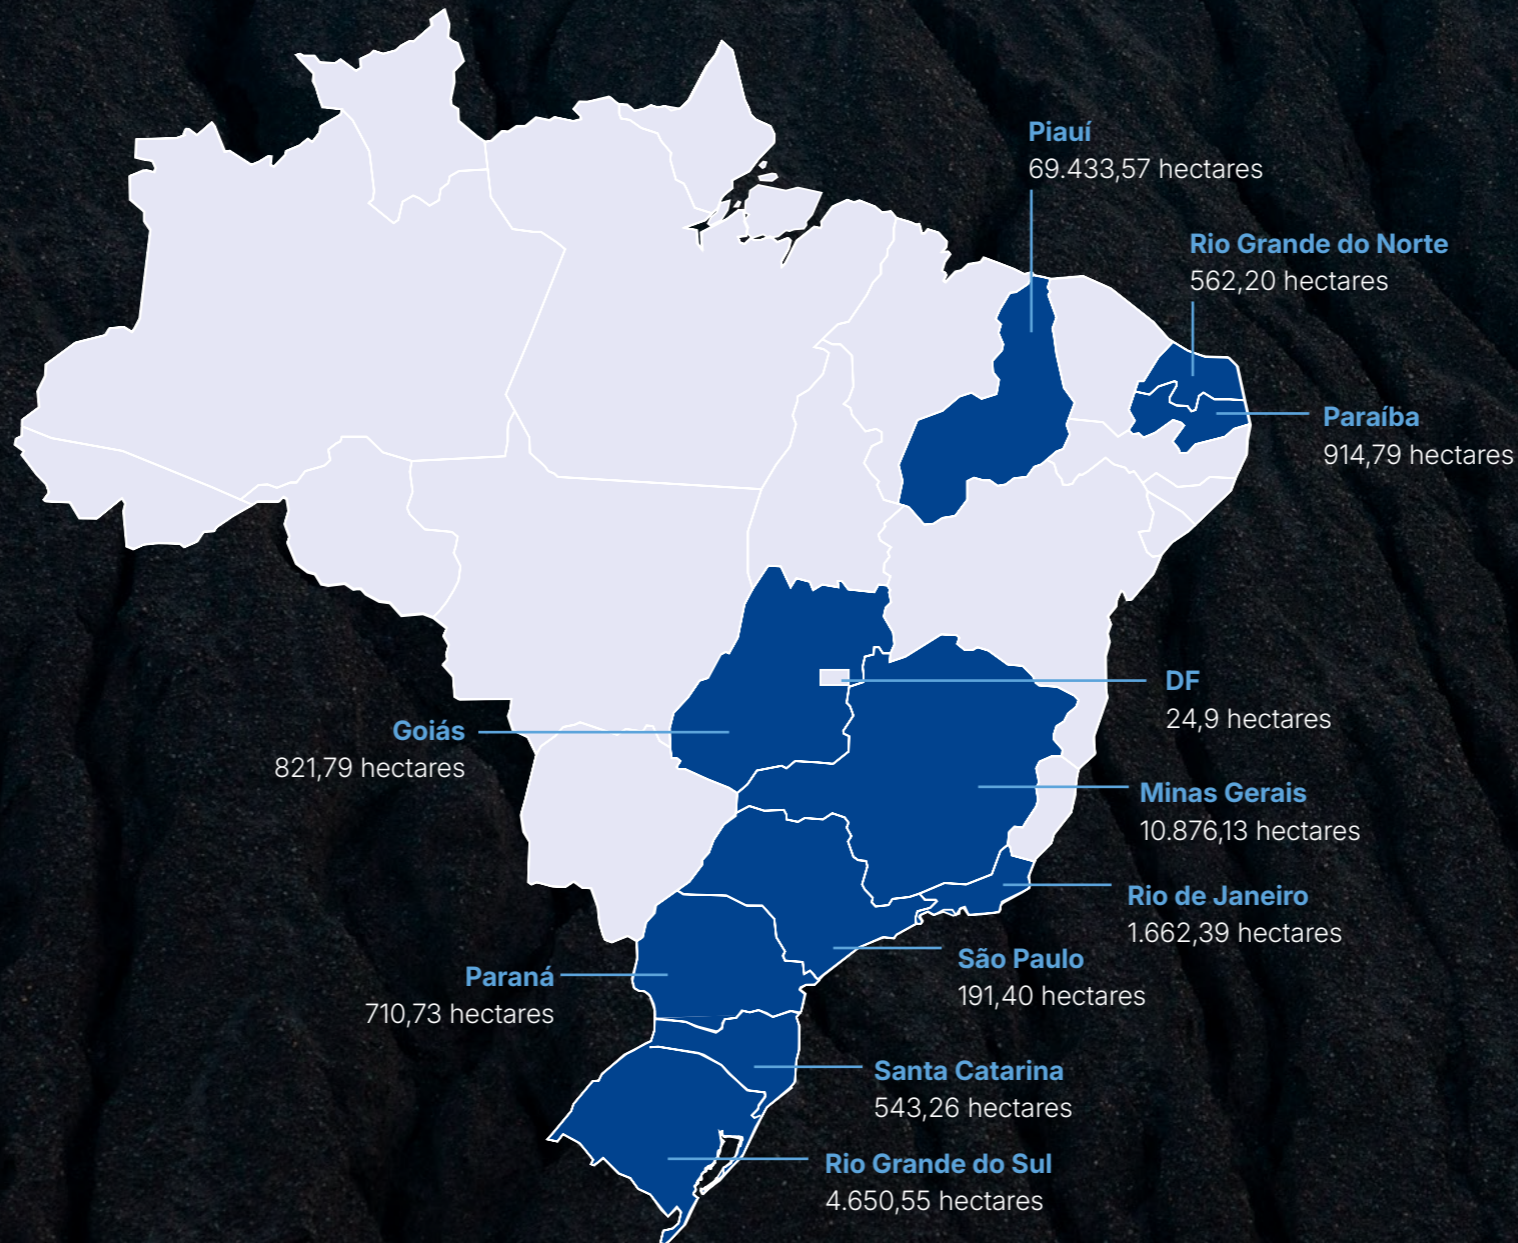 Piauí
69.433,57 hectares
Rio Grande do Norte
562,20 hectares
Paraíba
914,79 hectares
DF
24,9 hectares
Goiás
821,79 hectares
Minas Gerais
10.876,13 hectares
Rio de Janeiro
1.662,39 hectares
São Paulo
191,40 hectares
Paraná
710,73 hectares
Santa Catarina
543,26 hectares
Rio Grande do Sul
4.650,55 hectares